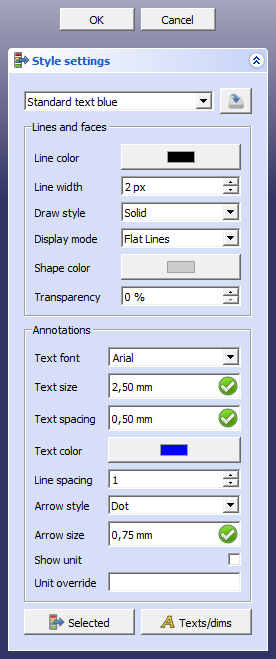 OK Cancel
Style settings
Standard text blue
Lines and faces
Line color
Line width 2 px
Draw style Solid
Display mode Flat Lines
Shape color
Transparency 0 %
Annotations
Text font Arial
Text size 2,50 mm
Text spacing 0,50 mm
Text color
Line spacing 1
Arrow style Dot
Arrow size 0,75 mm
Show unit
Unit override
Selected A Texts/dims